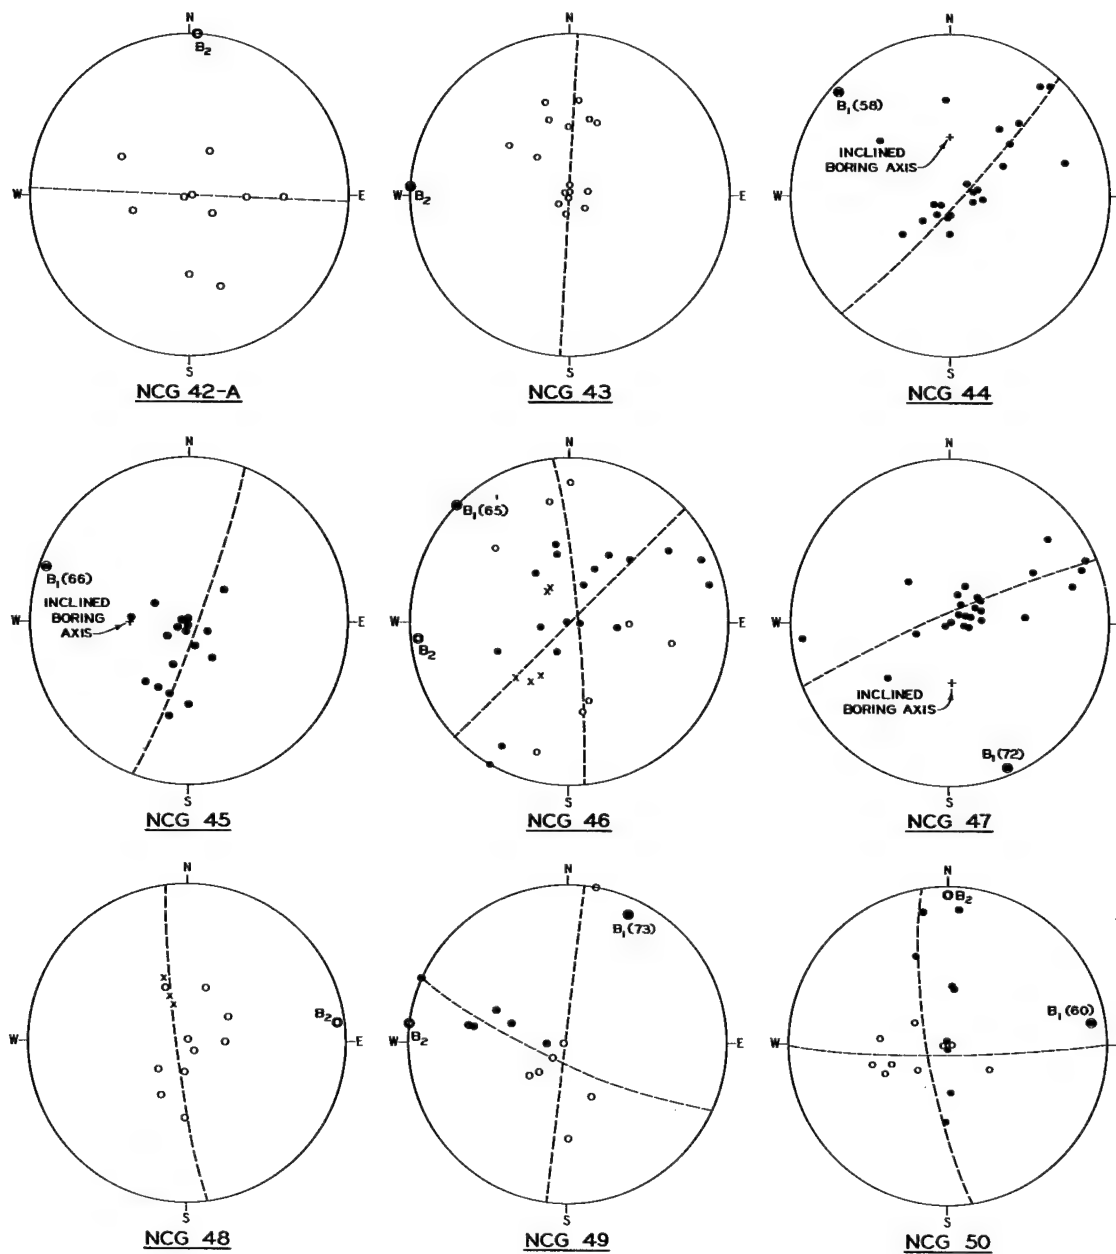 N
B2
W
E
S
NCG 42-A
N
W
B2
E
S
NCG 43
N
B1(58)
INCLINED
BORING AXIS
W
S
NCG 44
N
B1(66)
INCLINED
BORING
AXIS
W
E
S
NCG 45
N
B1(65)
W
E
B2
S
NCG 46
N
W
INCLINED
BORING AXIS
B1(72)
S
NCG 47
N
B2
W
E
S
NCG 48
N
B1(73)
W
B2
E
S
NCG 49
N
B2
B1(60)
W
S
NCG 50